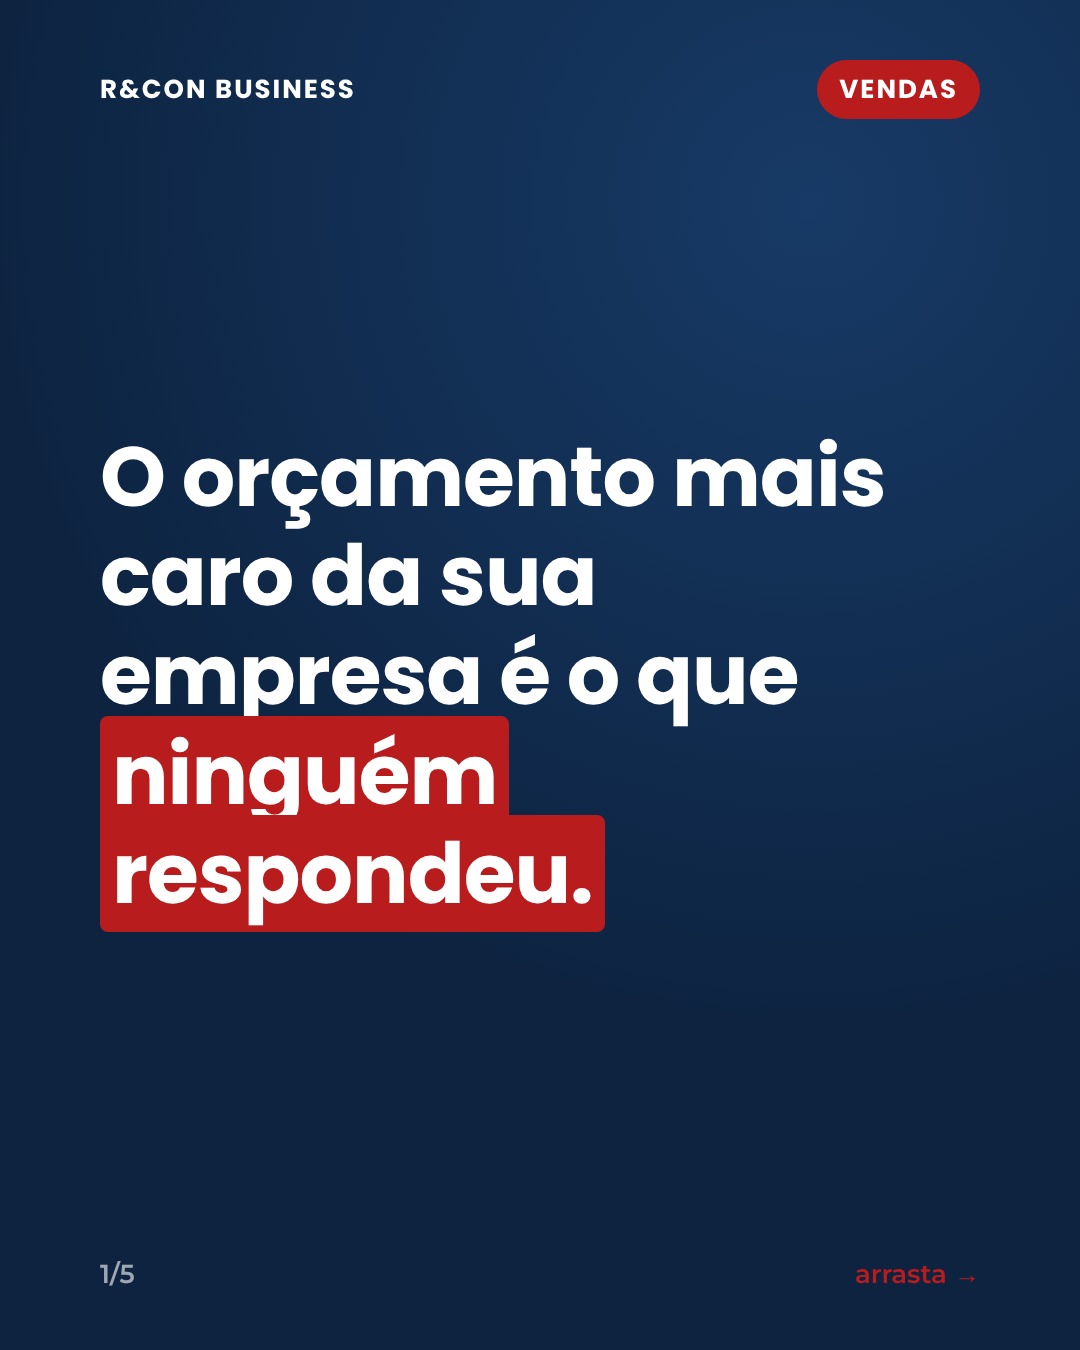 R&CON BUSINESS
VENDAS
O orçamento mais
caro da sua
empresa é o que
ninguém
respondeu.
1/5
arrasta →